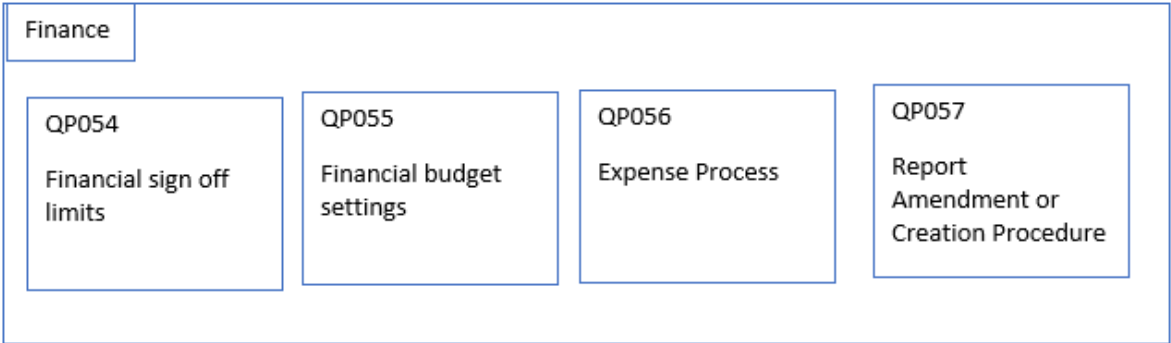 Finance
QP054
Financial sign off
limits
QP055
Financial budget
settings
QP056
Expense Process
QP057
Report
Amendment or
Creation Procedure